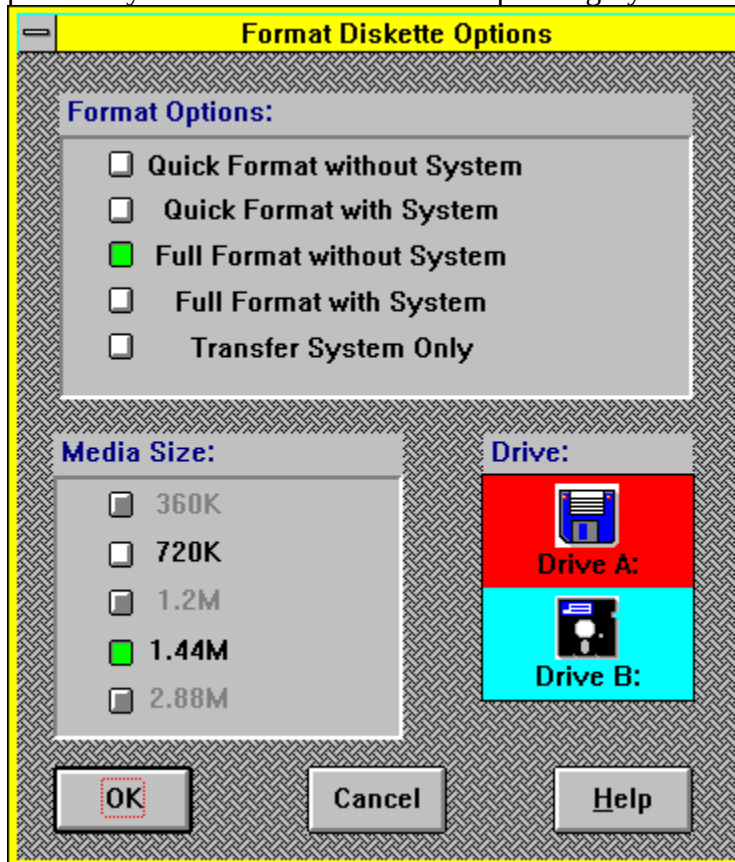 Format Diskette Options
Format Options:
Quick Format without System
Quick Format with System
Full Format without System
Full Format with System
Transfer System Only
Media Size:
360K
720K
1.2M
1.44M
2.88M
Drive:
Drive A:
Drive B:
OK
Cancel
Help